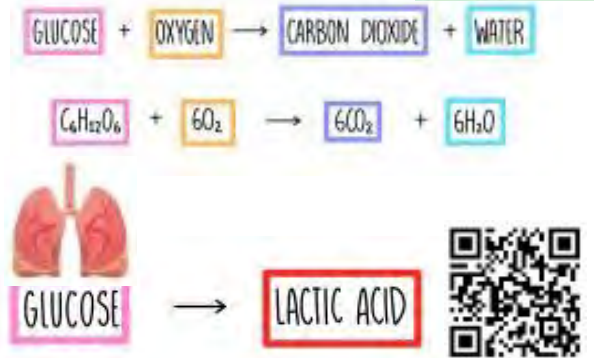 GLUCOSE + OXYGEN → CARBON DIOXIDE + WATER
C₆H₁₂O₆ + 6O₂ → 6CO₂ + 6H₂O
GLUCOSE → LACTIC ACID